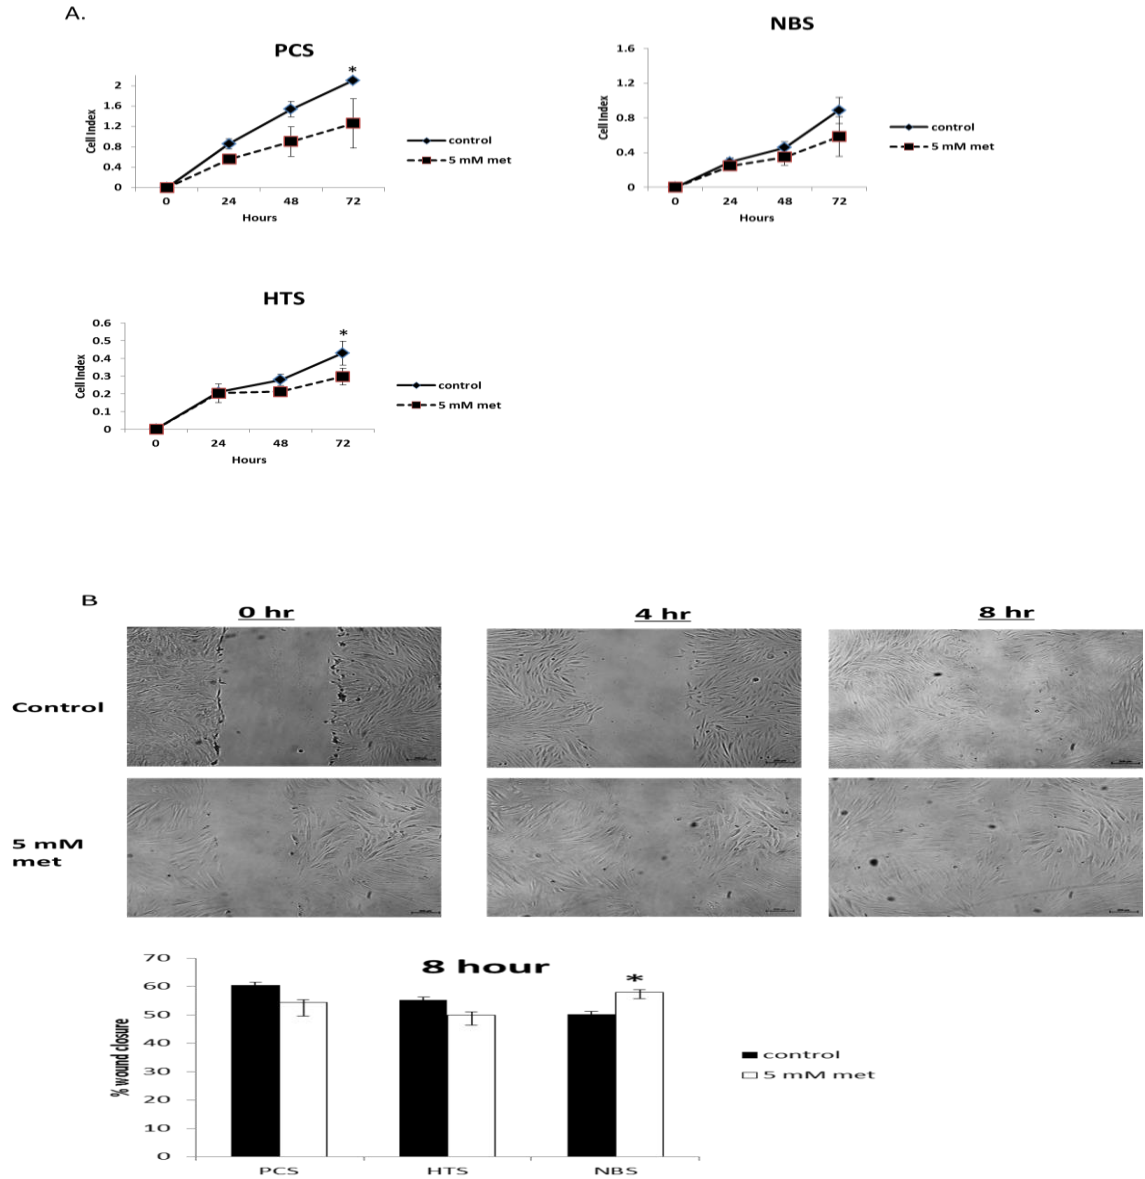 A.
PCS
Cell Index
2
1.6
1.2
0.8
0.4
0
*
0 24 48 72
Hours
control
5 mM met
NBS
Cell Index
1.6
1.2
0.8
0.4
0
0 24 48 72
Hours
control
5 mM met
HTS
Cell Index
0.6
0.5
0.4
0.3
0.2
0.1
0
*
0 24 48 72
Hours
control
5 mM met
B
0 hr 4 hr 8 hr
Control
5 mM
met
8 hour
% wound closure
70
60
50
40
30
20
10
0
*
PCS HTS NBS
control
5 mM met